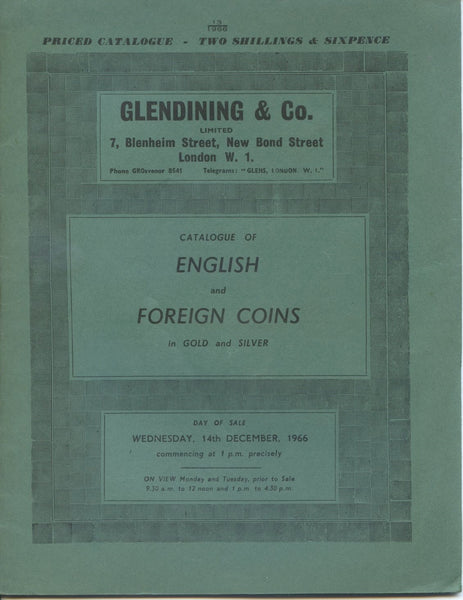 13
1966
PRICED CATALOGUE - TWO SHILLINGS & SIXPENCE
GLENDINING & Co.
LIMITED
7, Blenheim Street, New Bond Street
London W. 1.
Phone GROsvenor 8541 Telegrams: "GLENS, LONDON, W. 1."
CATALOGUE OF
ENGLISH
and
FOREIGN COINS
in GOLD and SILVER
DAY OF SALE
WEDNESDAY, 14th DECEMBER, 1966
commencing at 1 p.m. precisely
ON VIEW Monday and Tuesday, prior to Sale
9.30 a.m. to 12 noon and 1 p.m. to 4.30 p.m.